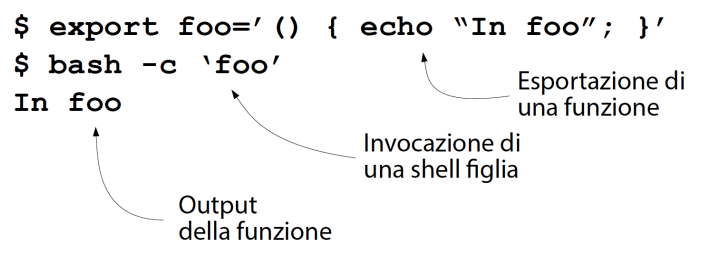 $ export foo=’() { echo “In foo”; }’
$ bash -c ‘foo’
In foo
Esportazione di
una funzione
Invocazione di
una shell figlia
Output
della funzione